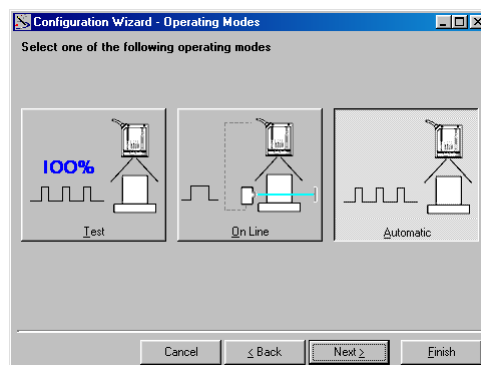 Configuration Wizard - Operating Modes
Select one of the following operating modes
100%
Test
On Line
Automatic
Cancel
< Back
Next >
Finish